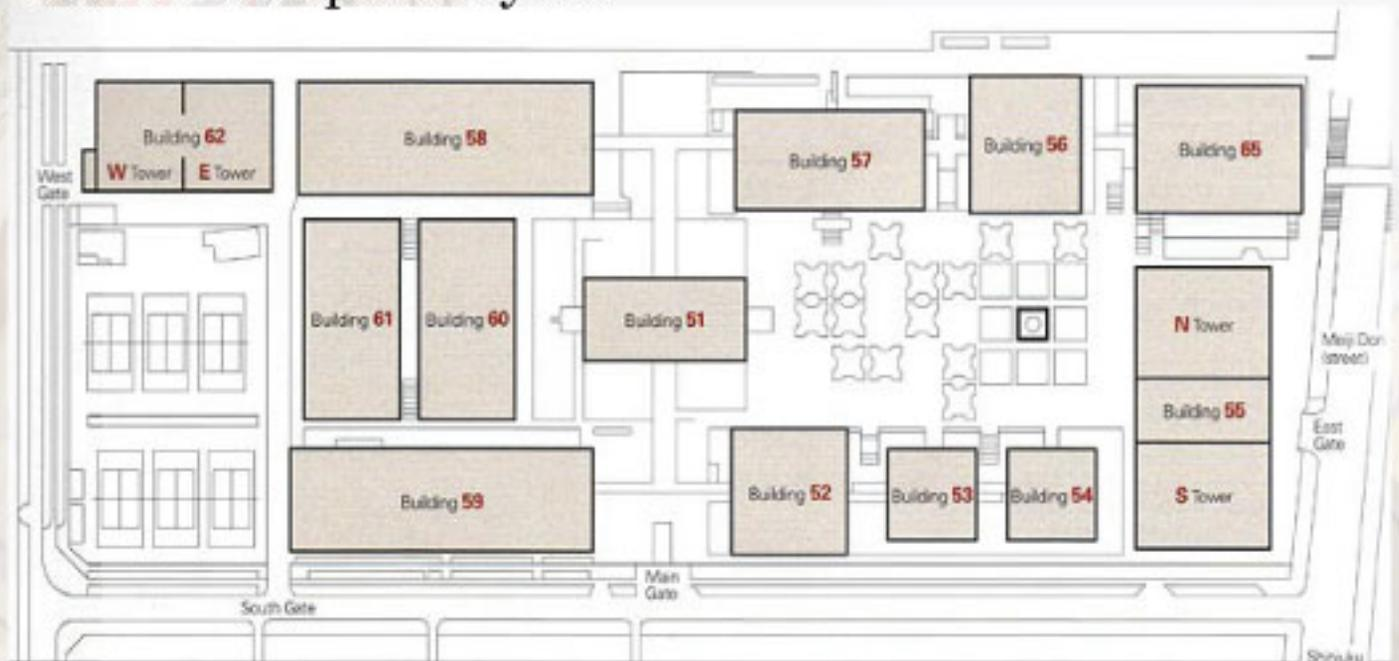 Building 62
W Tower
E Tower
West
Gate
Building 58
Building 57
Building 56
Building 65
Building 61
Building 60
Building 51
N Tower
Building 55
S Tower
Meiji Dori
(street)
East
Gate
Building 59
Building 52
Building 53
Building 54
Main
Gate
South Gate